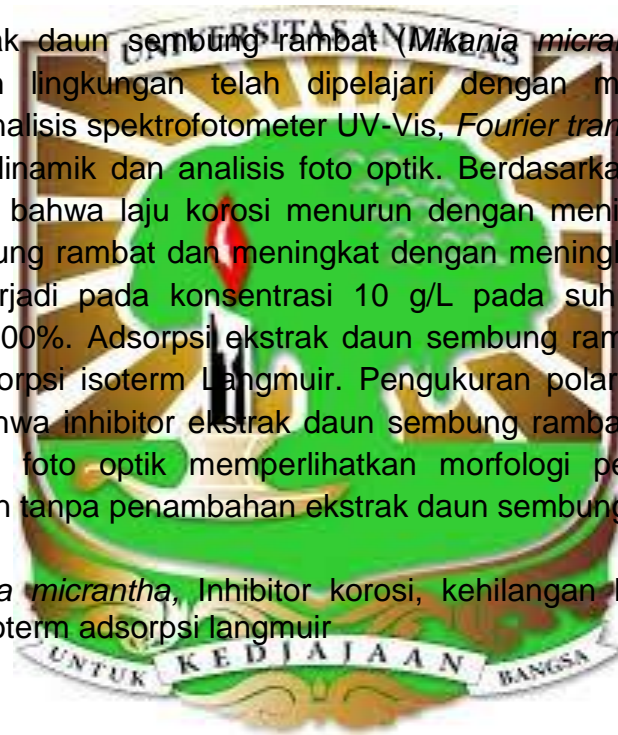 UNIVERSITAS ANDALAS
ak daun sembung rambat (Mikania micran
n lingkungan telah dipelajari dengan m
nalisis spektrofotometer UV-Vis, Fourier tran
dinamik dan analisis foto optik. Berdasarka
bahwa laju korosi menurun dengan meni
ung rambat dan meningkat dengan meningk
erjadi pada konsentrasi 10 g/L pada suh
00%. Adsorpsi ekstrak daun sembung ram
orpsi isoterm Langmuir. Pengukuran polar
hwa inhibitor ekstrak daun sembung ramba
foto optik memperlihatkan morfologi pe
n tanpa penambahan ekstrak daun sembung
a micrantha, Inhibitor korosi, kehilangan
oterm adsorpsi langmuir
UNTUK KEDJAJAAN BANGSA